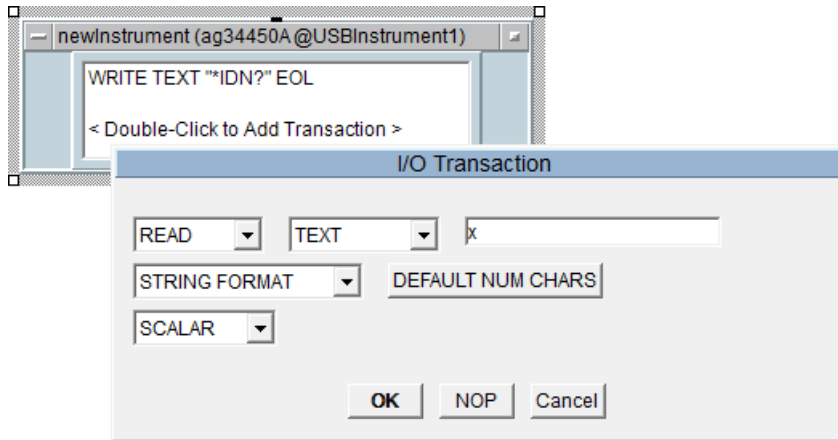 newInstrument (ag34450A@USBInstrument1)
WRITE TEXT "*IDN?" EOL
< Double-Click to Add Transaction >
I/O Transaction
READ TEXT x
STRING FORMAT DEFAULT NUM CHARS
SCALAR
OK NOP Cancel